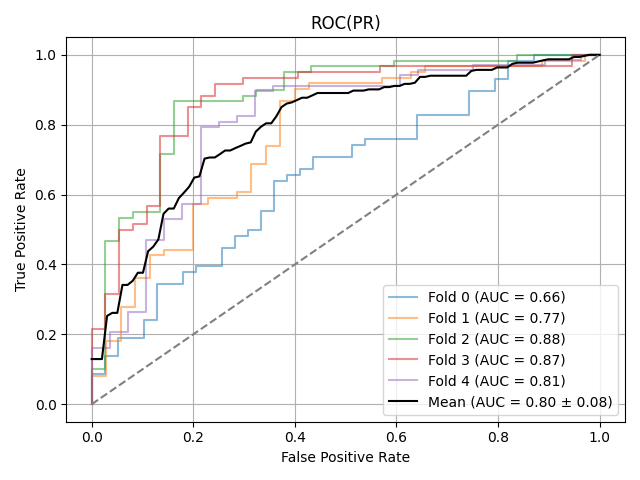 ROC(PR)
True Positive Rate
1.0
0.8
0.6
0.4
0.2
0.0
0.0 0.2 0.4 0.6 0.8 1.0
False Positive Rate
Fold 0 (AUC = 0.66)
Fold 1 (AUC = 0.77)
Fold 2 (AUC = 0.88)
Fold 3 (AUC = 0.87)
Fold 4 (AUC = 0.81)
Mean (AUC = 0.80 ± 0.08)